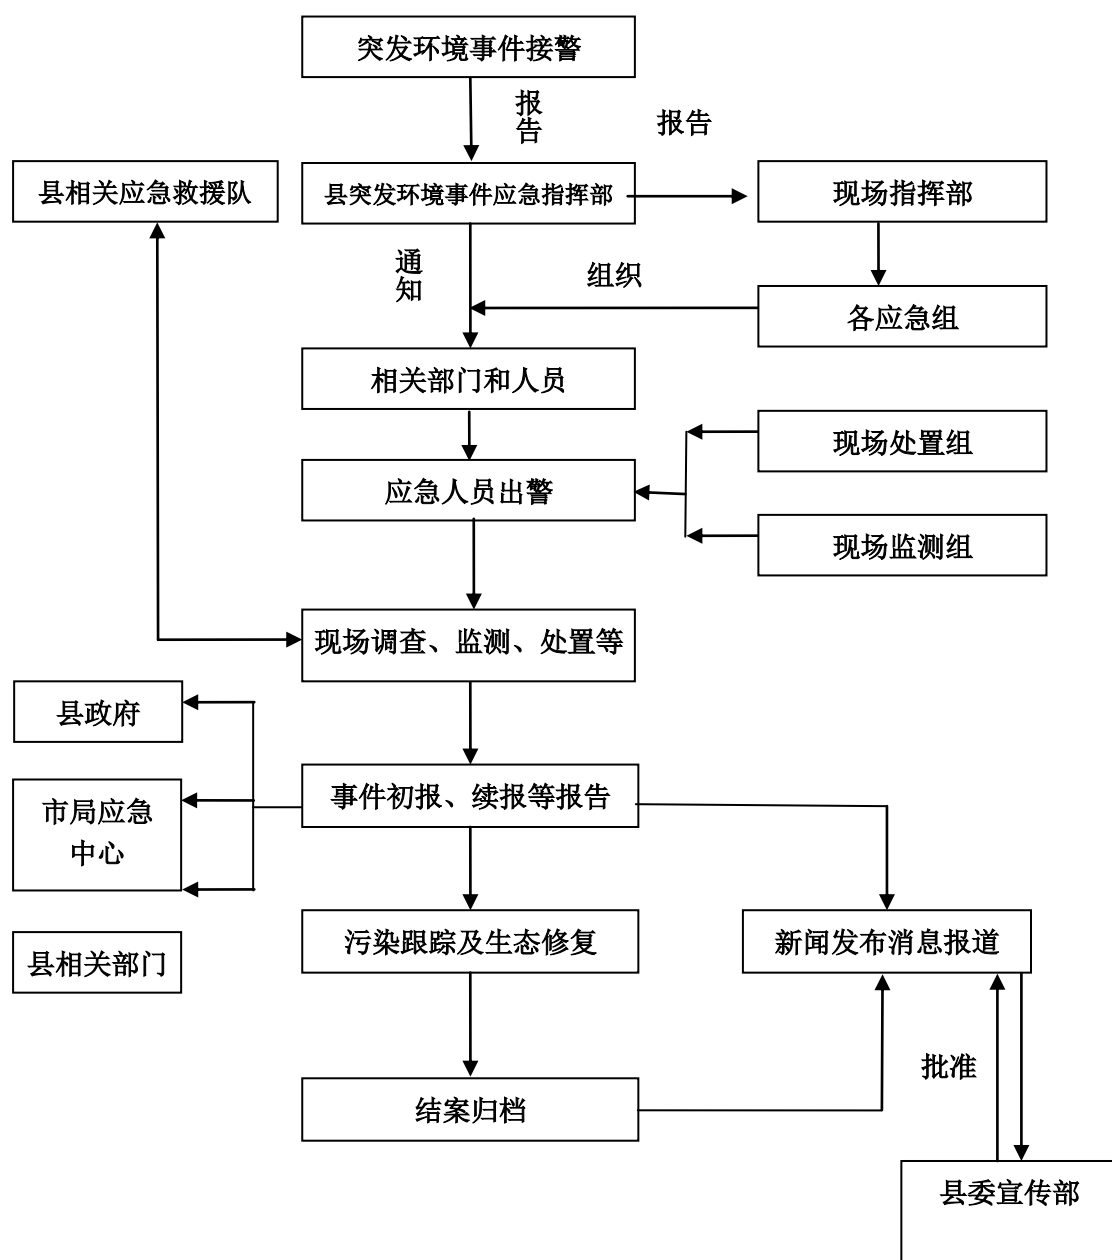 突发环境事件接警
报
告
报告
县相关应急救援队
县突发环境事件应急指挥部
现场指挥部
通
知
组织
各应急组
相关部门和人员
现场处置组
应急人员出警
现场监测组
现场调查、监测、处置等
县政府
事件初报、续报等报告
市局应急
中心
污染跟踪及生态修复
新闻发布消息报道
县相关部门
批准
结案归档
县委宣传部